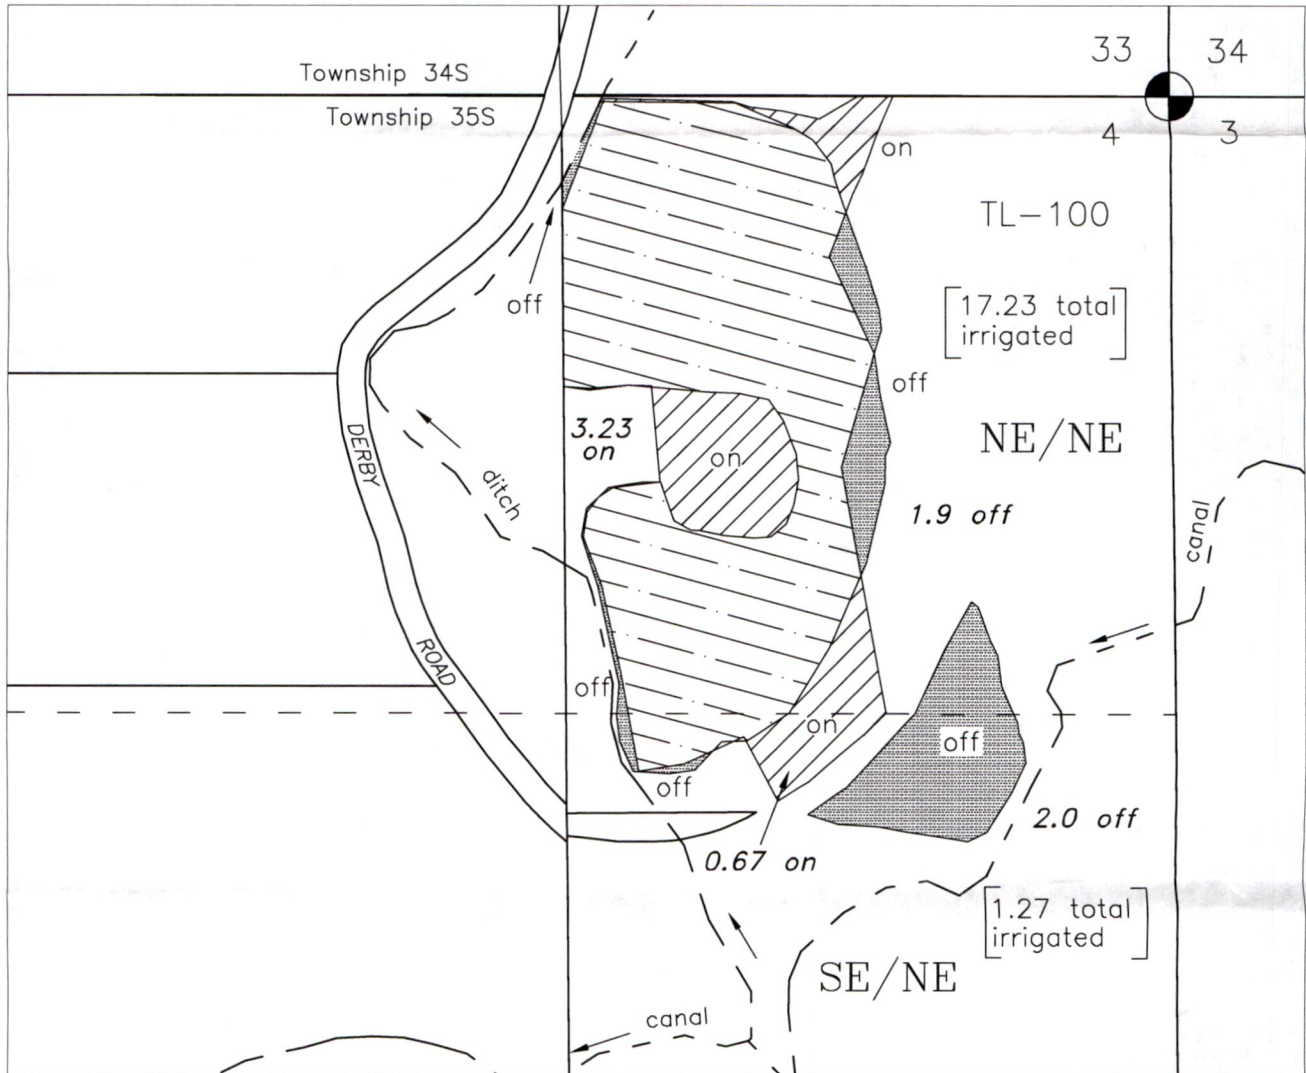 33 34
Township 34S
Township 35S
4 3
on
TL-100
off
17.23 total
irrigated
off
3.23
on
on
NE/NE
DERBY
ditch
1.9 off
canal
ROAD
off
on
off
off
2.0 off
0.67 on
1.27 total
irrigated
SE/NE
canal